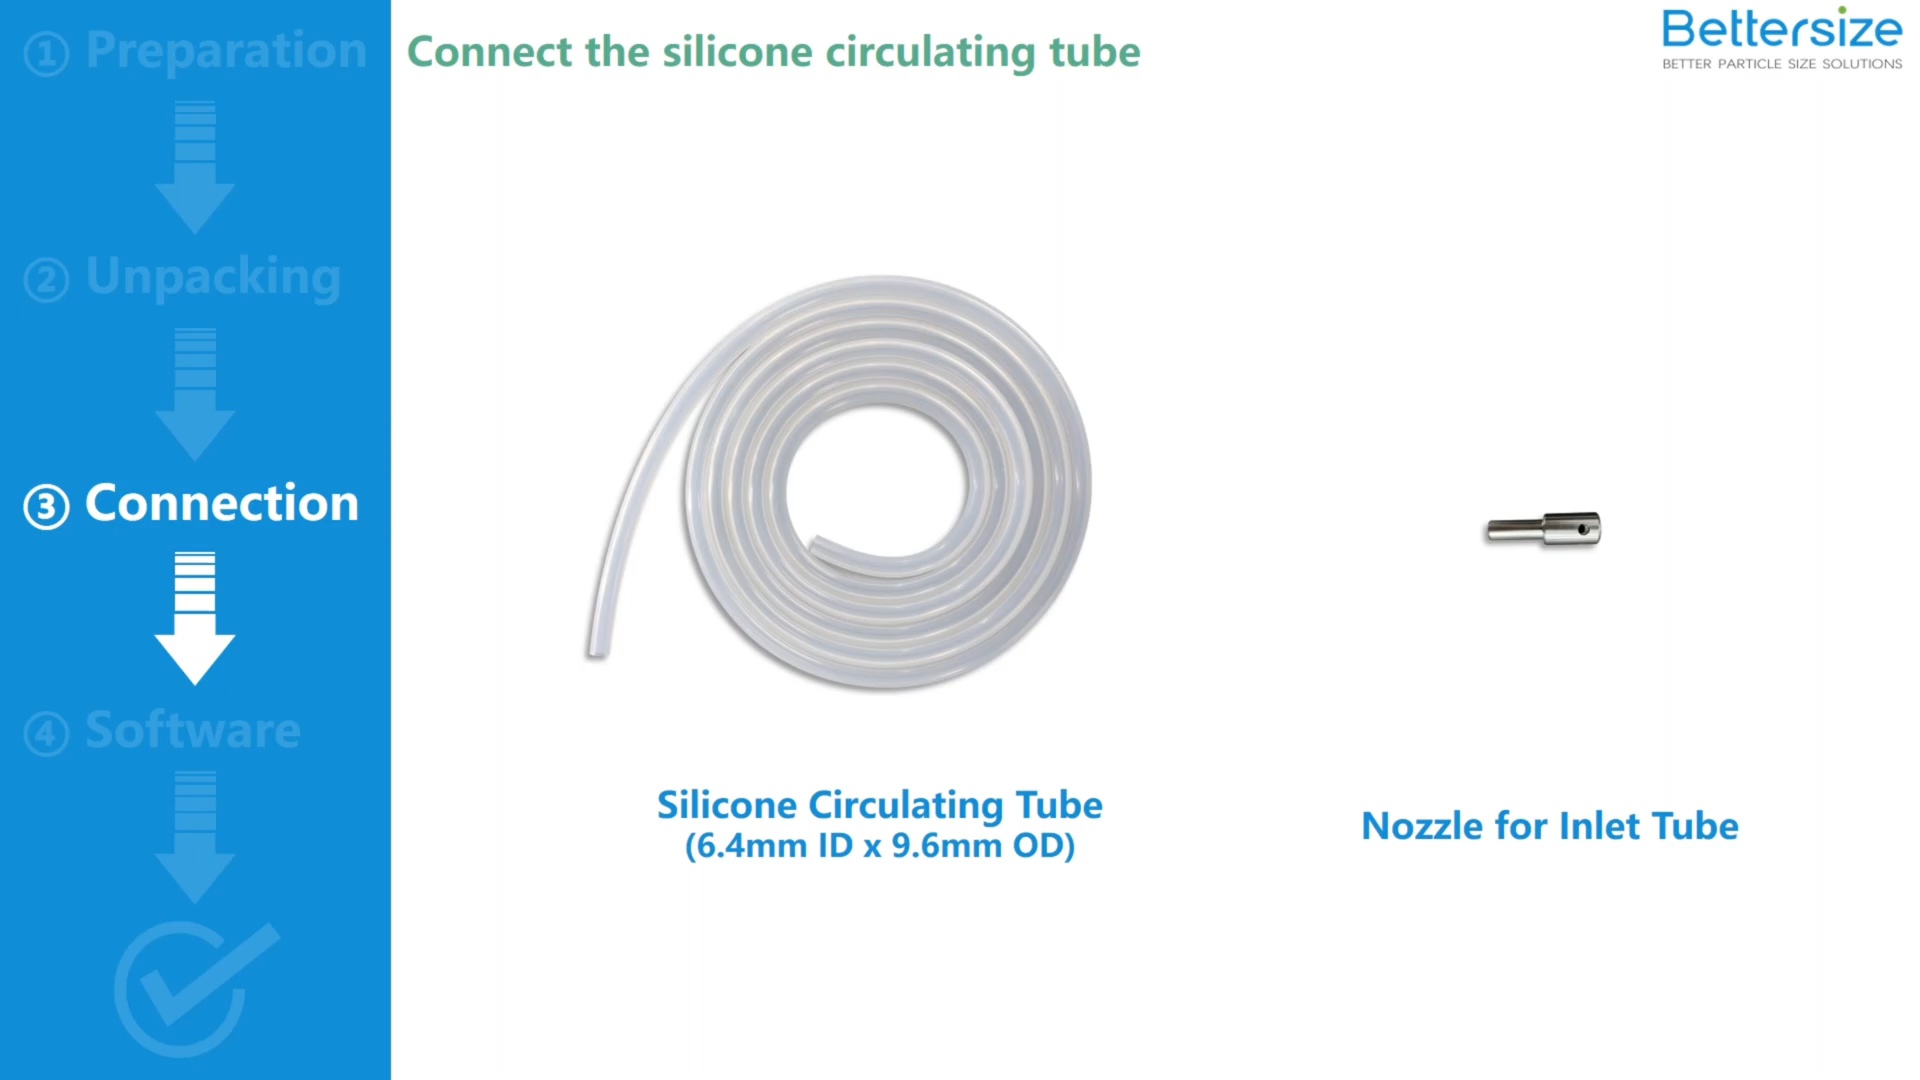 ① Preparation
② Unpacking
③ Connection
④ Software
Connect the silicone circulating tube
Bettersize
BETTER PARTICLE SIZE SOLUTIONS
Silicone Circulating Tube
(6.4mm ID x 9.6mm OD)
Nozzle for Inlet Tube